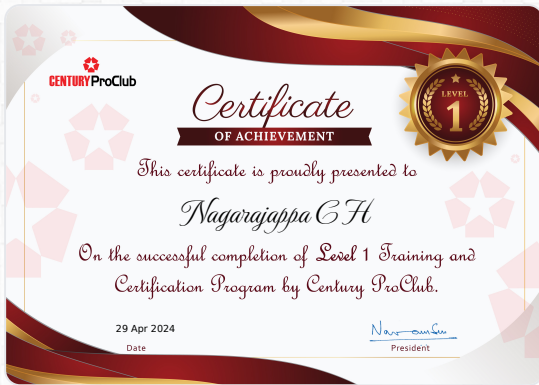 CENTURY ProClub
LEVEL
1
Certificate
OF ACHIEVEMENT
This certificate is proudly presented to
Nagarajappa C H
On the successful completion of Level 1 Training and
Certification Program by Century ProClub.
29 Apr 2024
Date
President